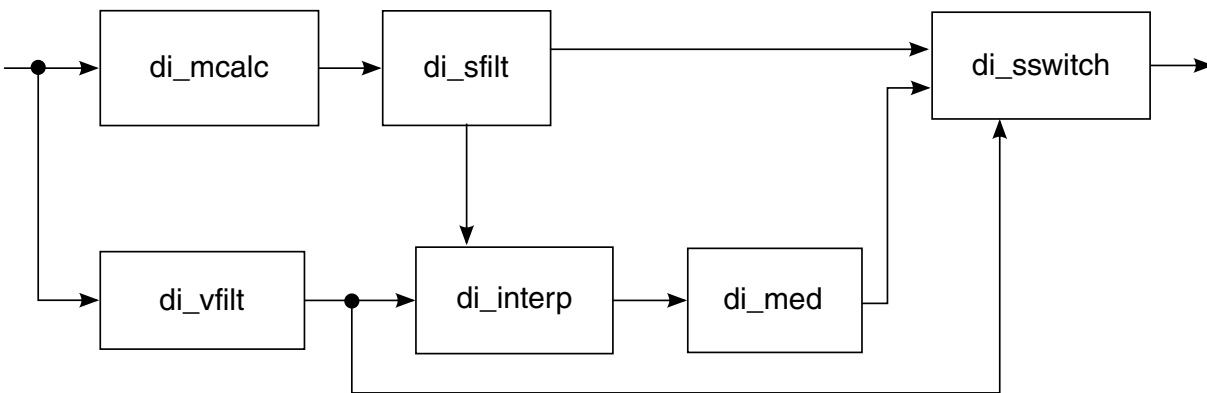 di_mcalc
di_sfilt
di_sswitch
di_vfilt
di_interp
di_med